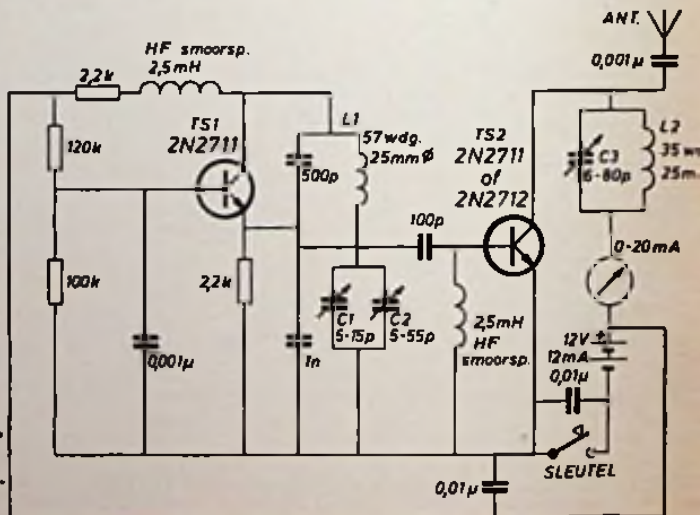 ANT.
0,001µ
HF smoorsp.
2,5mH
2,2k
TS1
2N2711
L1
57wdg.
25mmϕ
TS2
2N2711
of
2N2712
L2
35
C3
6-80p
120k
500p
100p
0-20mA
100k
2,2k
C1
5-15p
C2
5-55p
2,5mH
HF
smoorsp.
12V
12mA
0,01µ
0,001µ
1n
SLEUTEL
0,01µ